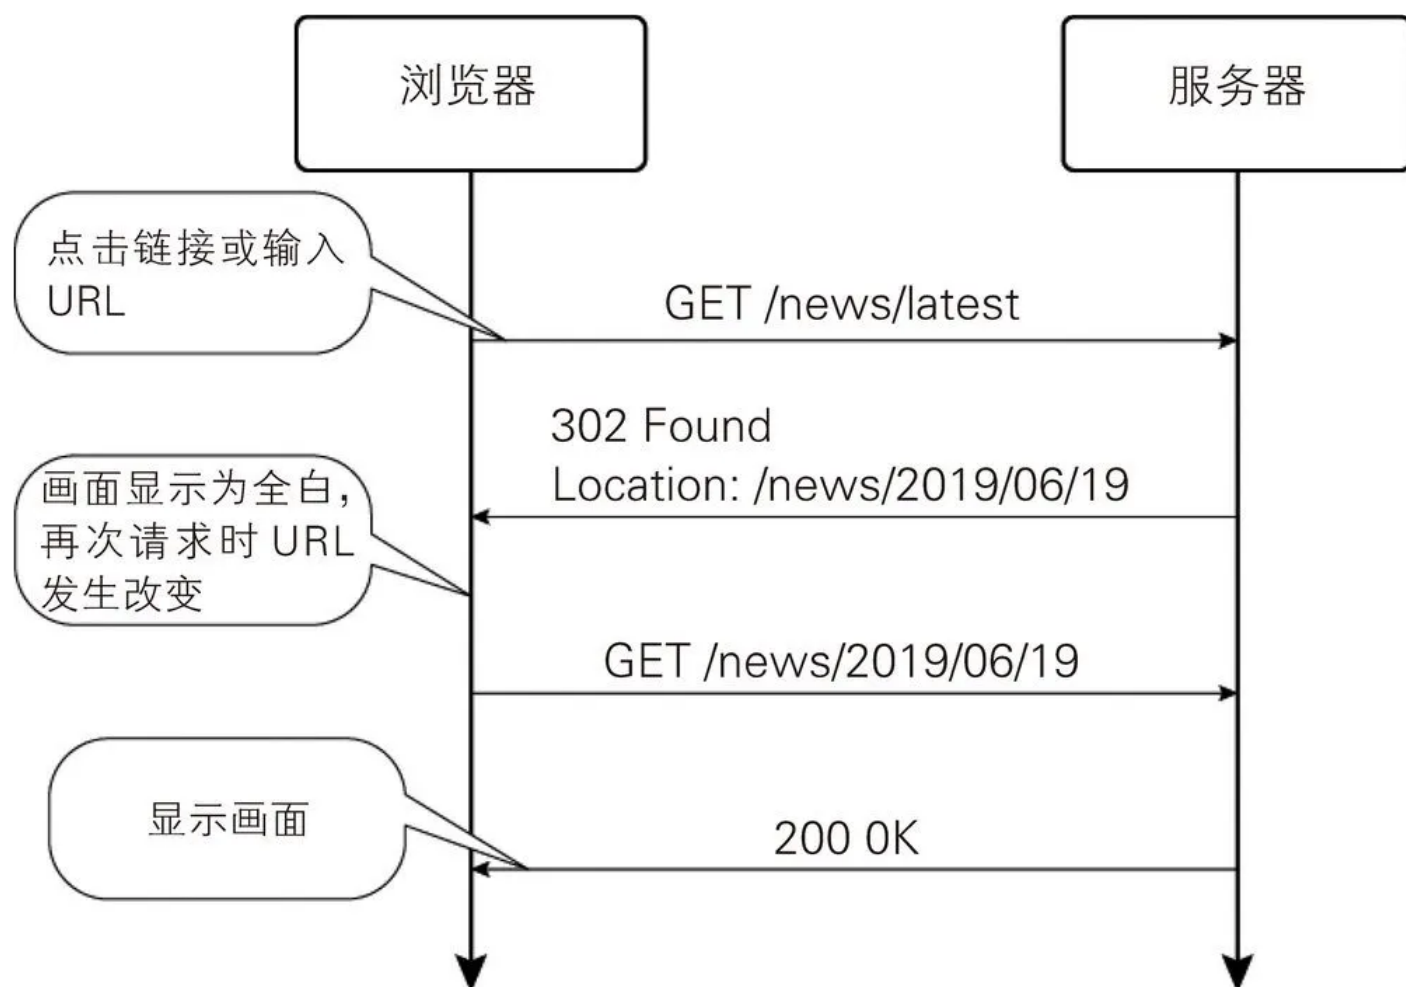 浏览器
服务器
点击链接或输入
URL
GET /news/latest
302 Found
Location: /news/2019/06/19
画面显示为全白，
再次请求时 URL
发生改变
GET /news/2019/06/19
显示画面
200 0K